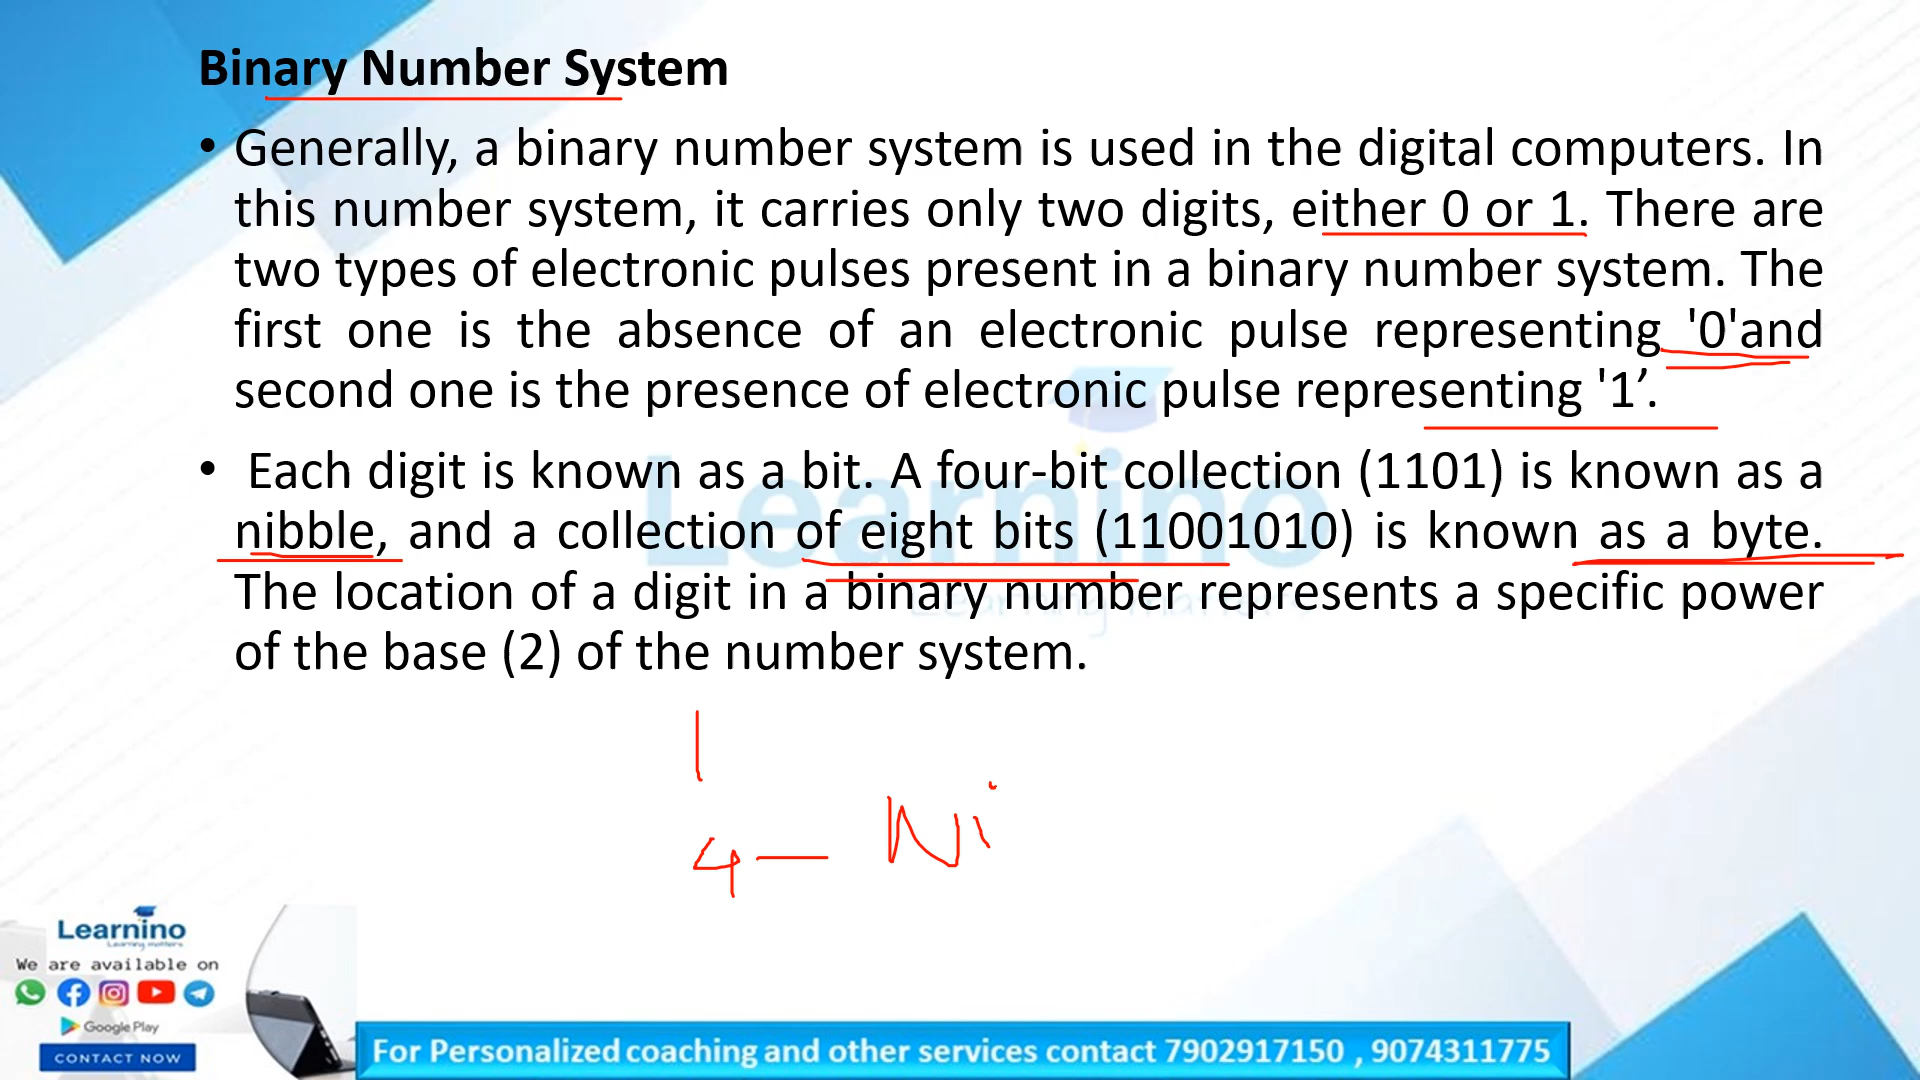 Binary Number System
• Generally, a binary number system is used in the digital computers. In
this number system, it carries only two digits, either 0 or 1. There are
two types of electronic pulses present in a binary number system. The
first one is the absence of an electronic pulse representing '0'and
second one is the presence of electronic pulse representing '1’.
• Each digit is known as a bit. A four-bit collection (1101) is known as a
nibble, and a collection of eight bits (11001010) is known as a byte.
The location of a digit in a binary number represents a specific power
of the base (2) of the number system.
Learnino
Learning matters
1
4 — Ni
Learnino
Learning matters
We are available on
Google Play
CONTACT NOW
For Personalized coaching and other services contact 7902917150 , 9074311775